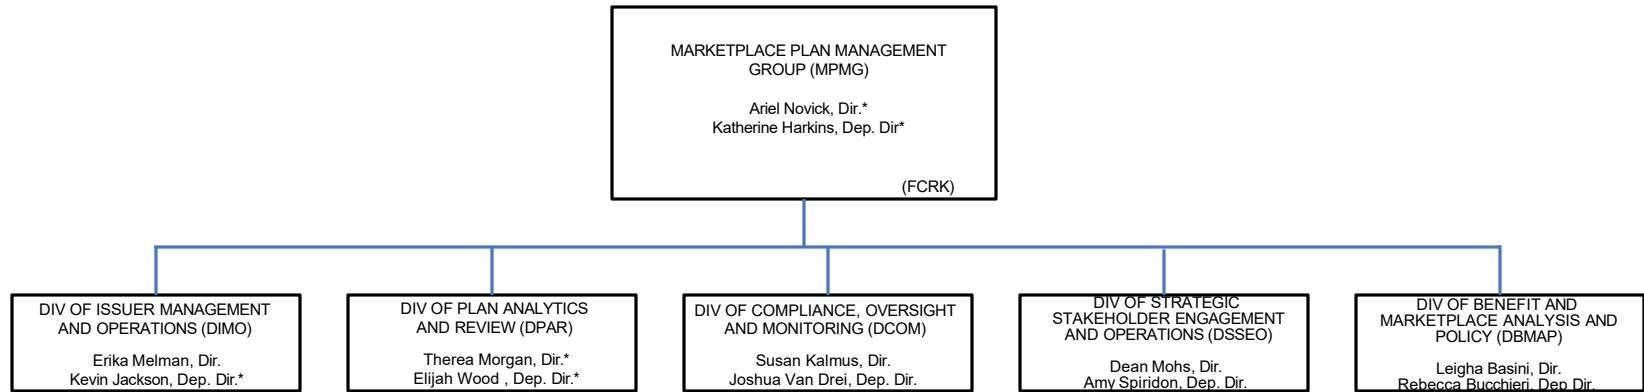 MARKETPLACE PLAN MANAGEMENT
GROUP (MPMG)
Ariel Novick, Dir.*
Katherine Harkins, Dep. Dir*
(FCRK)
DIV OF ISSUER MANAGEMENT
AND OPERATIONS (DIMO)
Erika Melman, Dir.
Kevin Jackson, Dep. Dir.*
DIV OF PLAN ANALYTICS
AND REVIEW (DPAR)
Therea Morgan, Dir.*
Elijah Wood , Dep. Dir.*
DIV OF COMPLIANCE, OVERSIGHT
AND MONITORING (DCOM)
Susan Kalmus, Dir.
Joshua Van Drei, Dep. Dir.
DIV OF STRATEGIC
STAKEHOLDER ENGAGEMENT
AND OPERATIONS (DSSEO)
Dean Mohs, Dir.
Amy Spiridon, Dep. Dir.
DIV OF BENEFIT AND
MARKETPLACE ANALYSIS AND
POLICY (DBMAP)
Leigha Basini, Dir.
Rebecca Bucchieri, Dep Dir.